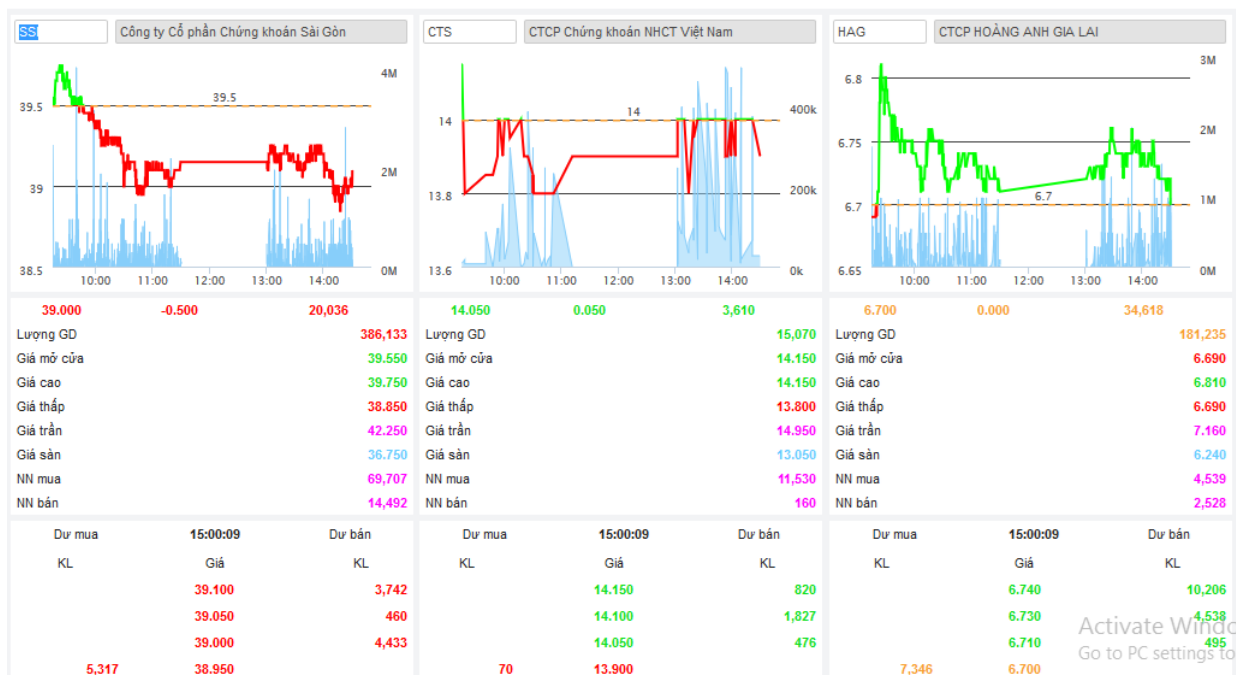 SSI Công ty Cổ phần Chứng khoán Sài Gòn
4M
39.5 39.5
2M
39
38.5 0M
10:00 11:00 12:00 13:00 14:00
39.000 -0.500 20,036
Lượng GD 386,133
Giá mở cửa 39.550
Giá cao 39.750
Giá thấp 38.850
Giá trần 42.250
Giá sàn 36.750
NN mua 69,707
NN bán 14,492
Dư mua 15:00:09 Dư bán
KL Giá KL
39.100 3,742
39.050 460
39.000 4,433
5,317 38.950
CTS CTCP Chứng khoán NHCT Việt Nam
14 14 400k
13.8 200k
13.6 0k
10:00 11:00 12:00 13:00 14:00
14.050 0.050 3,610
Lượng GD 15,070
Giá mở cửa 14.150
Giá cao 14.150
Giá thấp 13.800
Giá trần 14.950
Giá sàn 13.050
NN mua 11,530
NN bán 160
Dư mua 15:00:09 Dư bán
KL Giá KL
14.150 820
14.100 1,827
14.050 476
70 13.900
HAG CTCP HOÀNG ANH GIA LAI
3M
6.8
2M
6.75
6.7 6.7 1M
6.65 0M
10:00 11:00 12:00 13:00 14:00
6.700 0.000 34,618
Lượng GD 181,235
Giá mở cửa 6.690
Giá cao 6.810
Giá thấp 6.690
Giá trần 7.160
Giá sàn 6.240
NN mua 4,539
NN bán 2,528
Dư mua 15:00:09 Dư bán
KL Giá KL
6.740 10,206
6.730 4,538
6.710 495
7,346 6.700
Activate Windo
Go to PC settings to